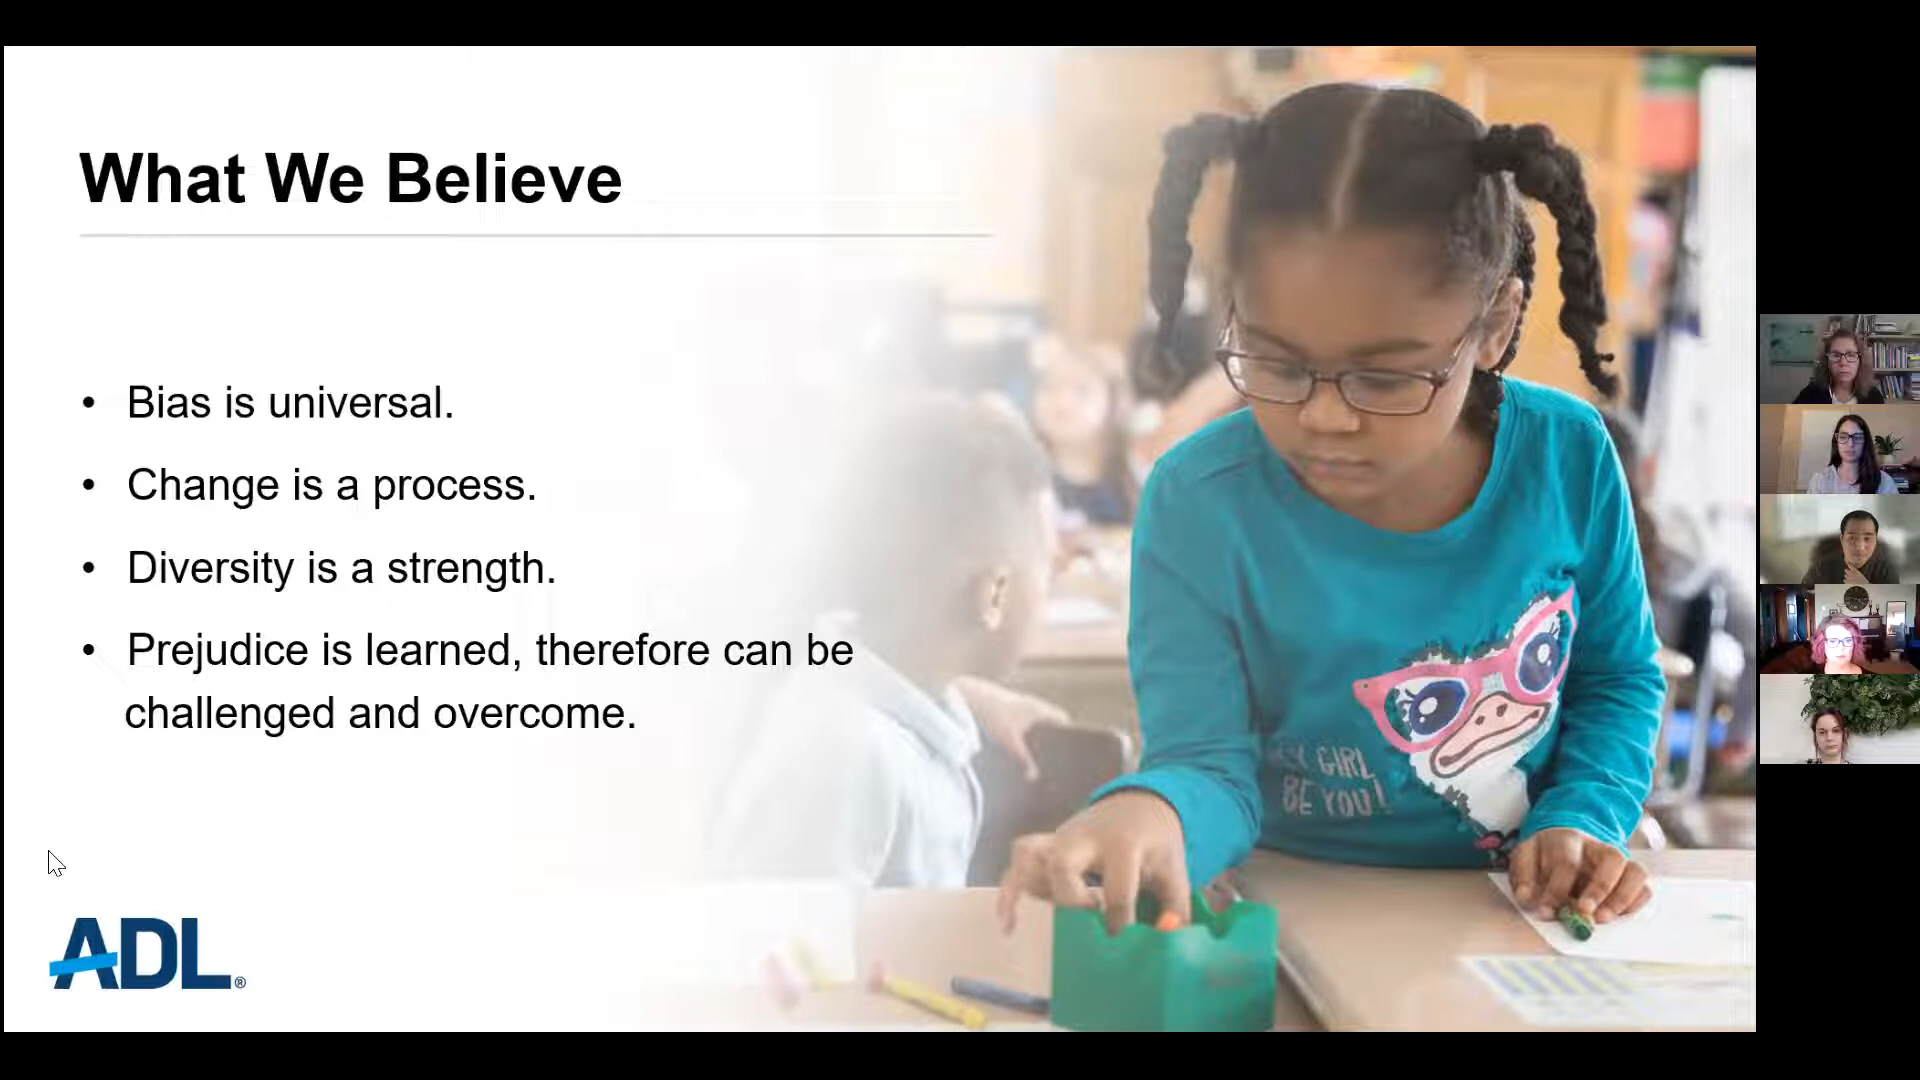 What We Believe
• Bias is universal.
• Change is a process.
• Diversity is a strength.
• Prejudice is learned, therefore can be
challenged and overcome.
GIRL
BE YOU!
ADL®